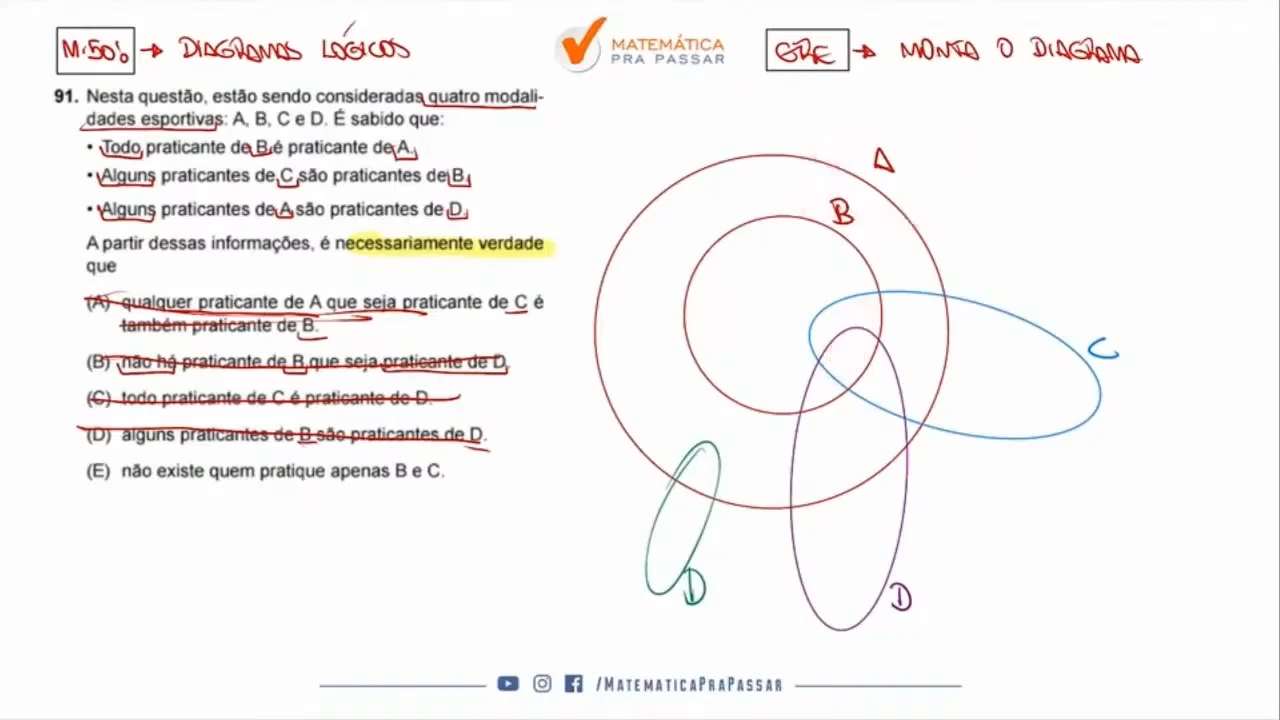 M.50! → DIAGRAMAS LÓGICOS
MATEMÁTICA
PRA PASSAR
→ MONTA O DIAGRAMA
91. Nesta questão, estão sendo consideradas quatro modali-
dades esportivas: A, B, C e D. É sabido que:
• Todo praticante de B é praticante de A.
• Alguns praticantes de C são praticantes de B.
• Alguns praticantes de A são praticantes de D.
A partir dessas informações, é necessariamente verdade
que
(A) qualquer praticante de A que seja praticante de C é
também praticante de B.
(B) não há praticante de B que seja praticante de D.
(C) todo praticante de C é praticante de D.
(D) alguns praticantes de B são praticantes de D.
(E) não existe quem pratique apenas B e C.
A
B
C
D
D
/MATEMATICAPRAPASSAR